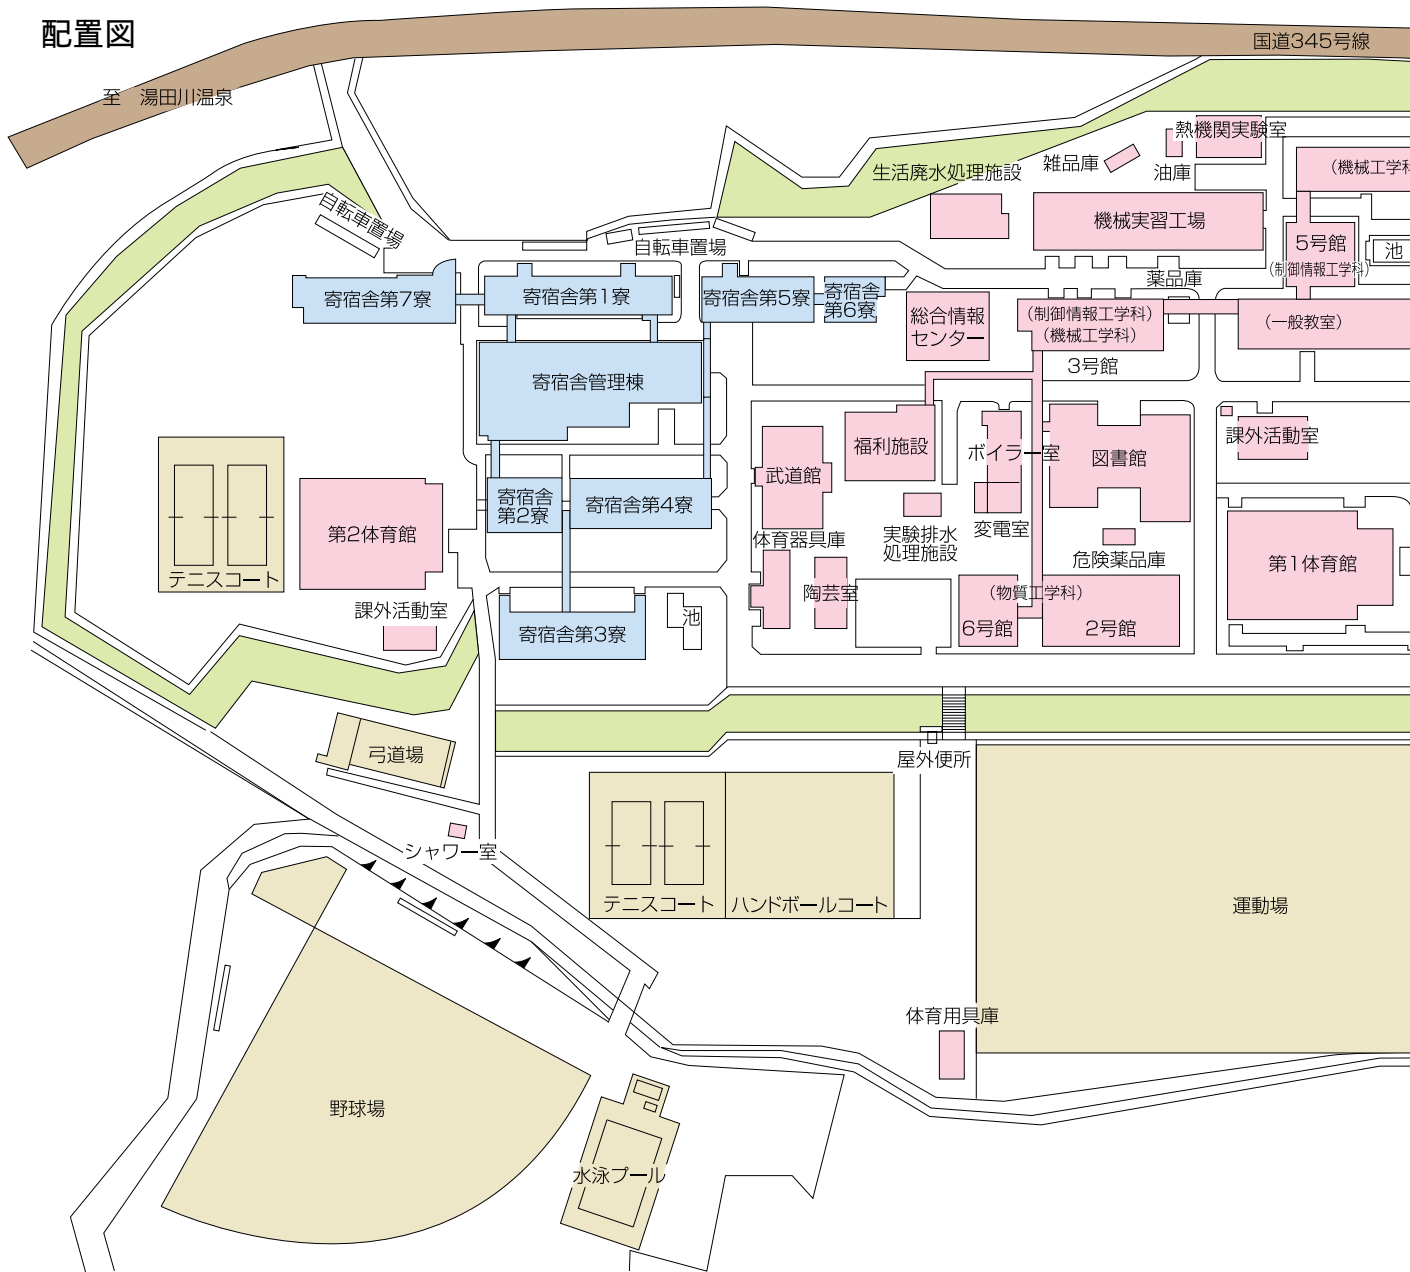 配置図
国道345号線
至　湯田川温泉
熱機関実験室
雑品庫
油庫
生活廃水処理施設
（機械工学科
自転車置場
機械実習工場
自転車置場
5号館
（制御情報工学科）
池
薬品庫
寄宿舎第7寮
寄宿舎第1寮
寄宿舎第5寮
寄宿舎
第6寮
総合情報
センター
（制御情報工学科）
（機械工学科）
（一般教室）
3号館
寄宿舎管理棟
課外活動室
福利施設
ボイラー室
図書館
武道館
寄宿舎
第2寮
寄宿舎第4寮
第2体育館
変電室
実験排水
処理施設
体育器具庫
危険薬品庫
第1体育館
テニスコート
陶芸室
（物質工学科）
課外活動室
池
寄宿舎第3寮
6号館
2号館
弓道場
屋外便所
シャワー室
テニスコート
ハンドボールコート
運動場
体育用具庫
野球場
水泳プール